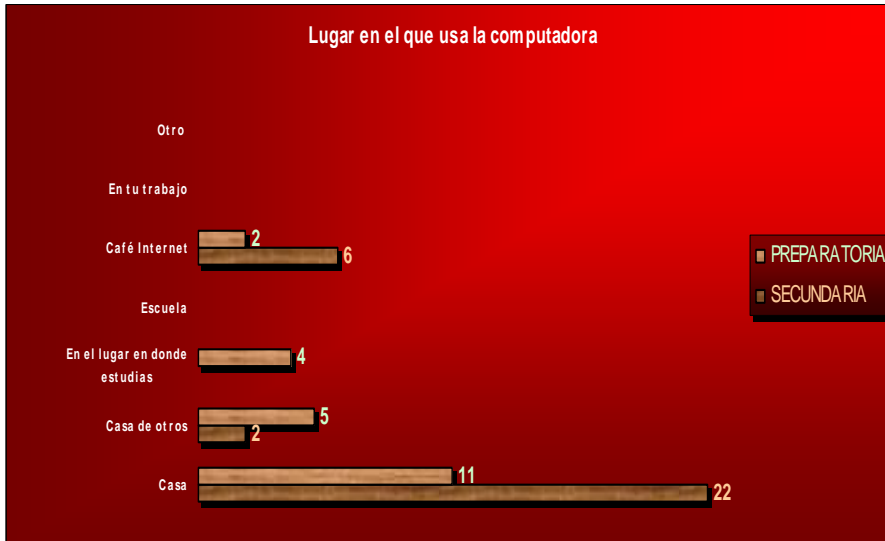 Lugar en el que usa la computadora
Otro
En tu trabajo
Café Internet
2
6
Escuela
En el lugar en donde
estudias
4
Casa de otros
5
2
Casa
11
22
PREPARATORIA
SECUNDARIA